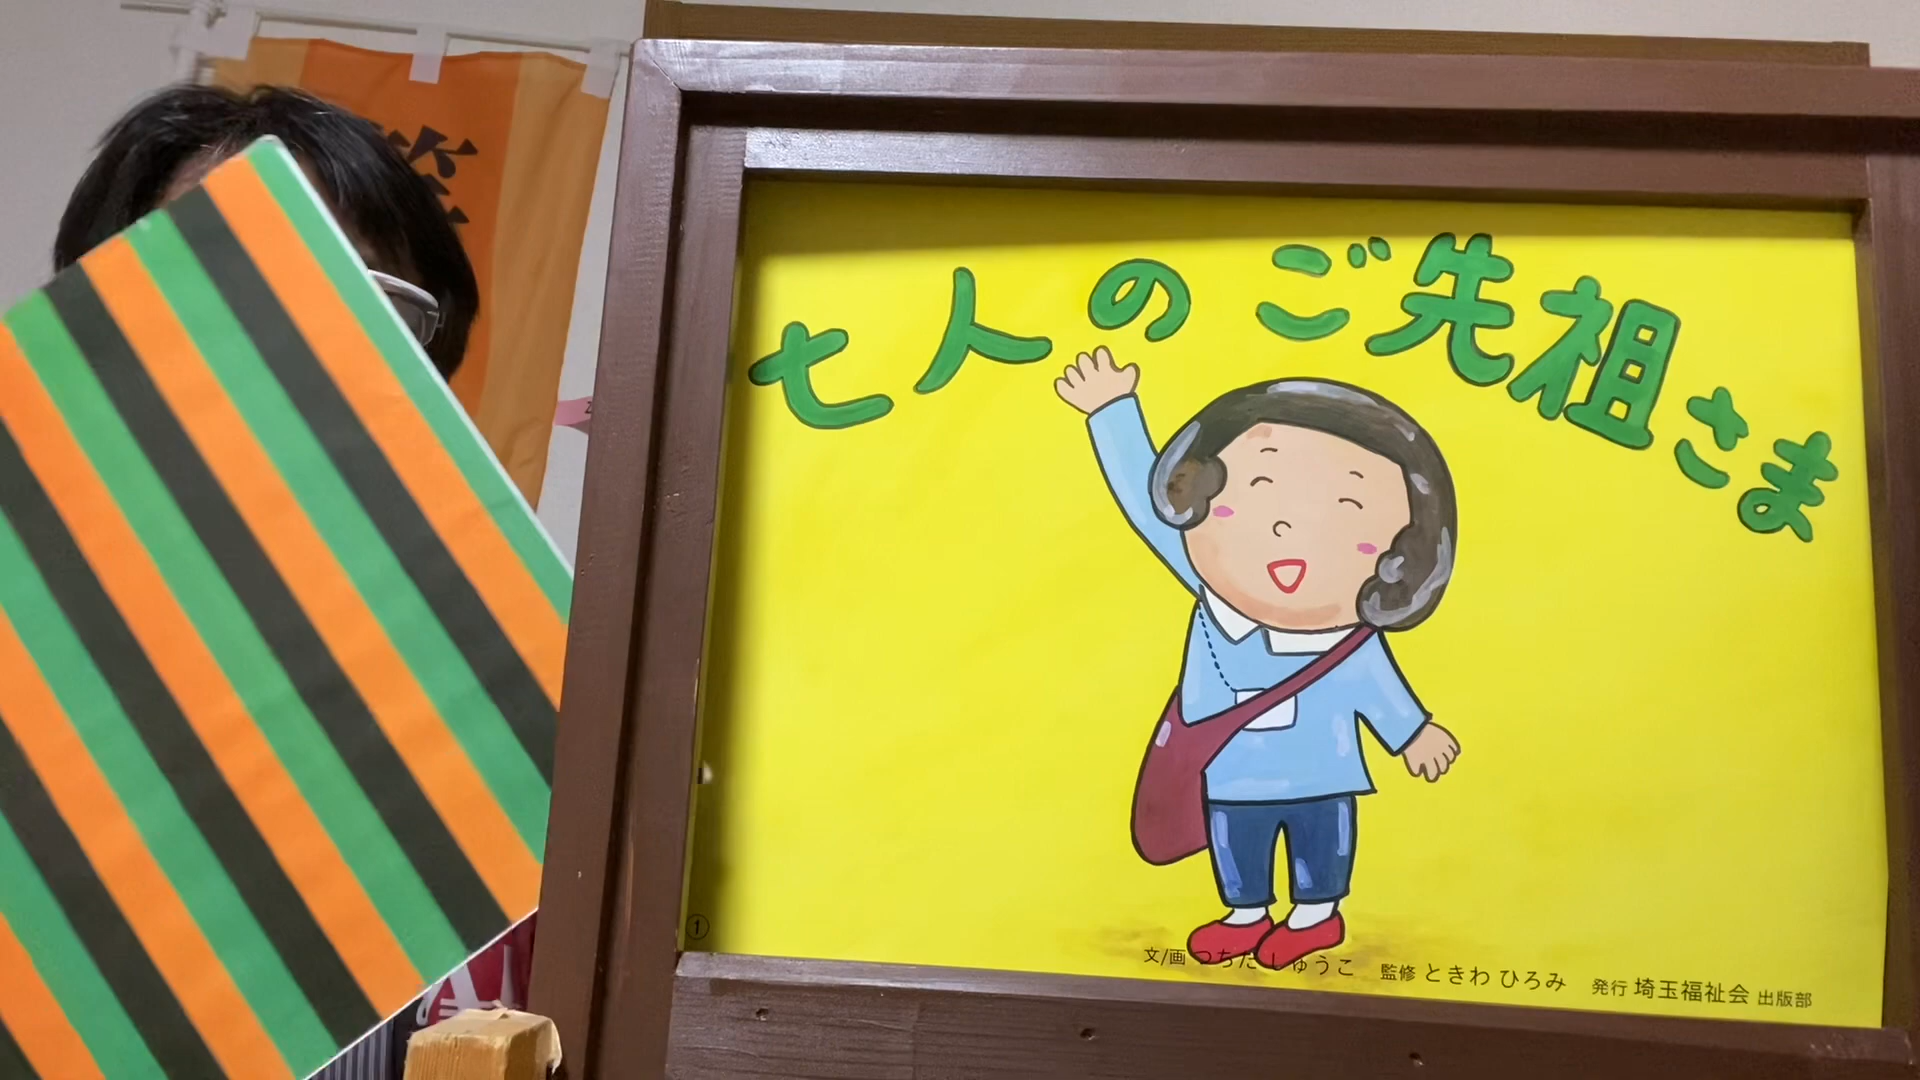 七人のご先祖さま
①
文/画 つちだ しゅうこ 監修 ときわ ひろみ 発行 埼玉福祉会 出版部